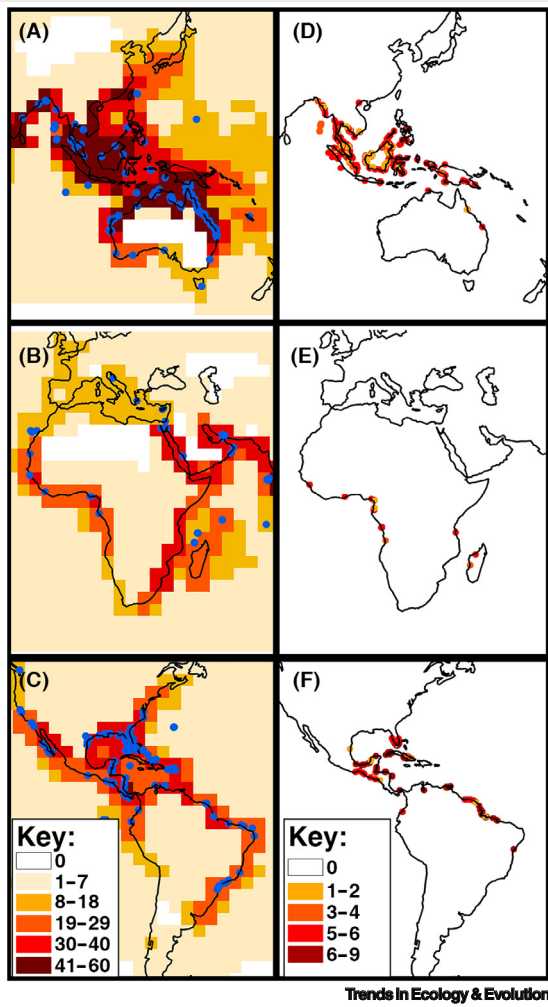 (A)
(D)
(B)
(E)
(C)
(F)
Key:
0
1–7
8–18
19–29
30–40
41–60
Key:
0
1–2
3–4
5–6
6–9
Trends in Ecology & Evolution